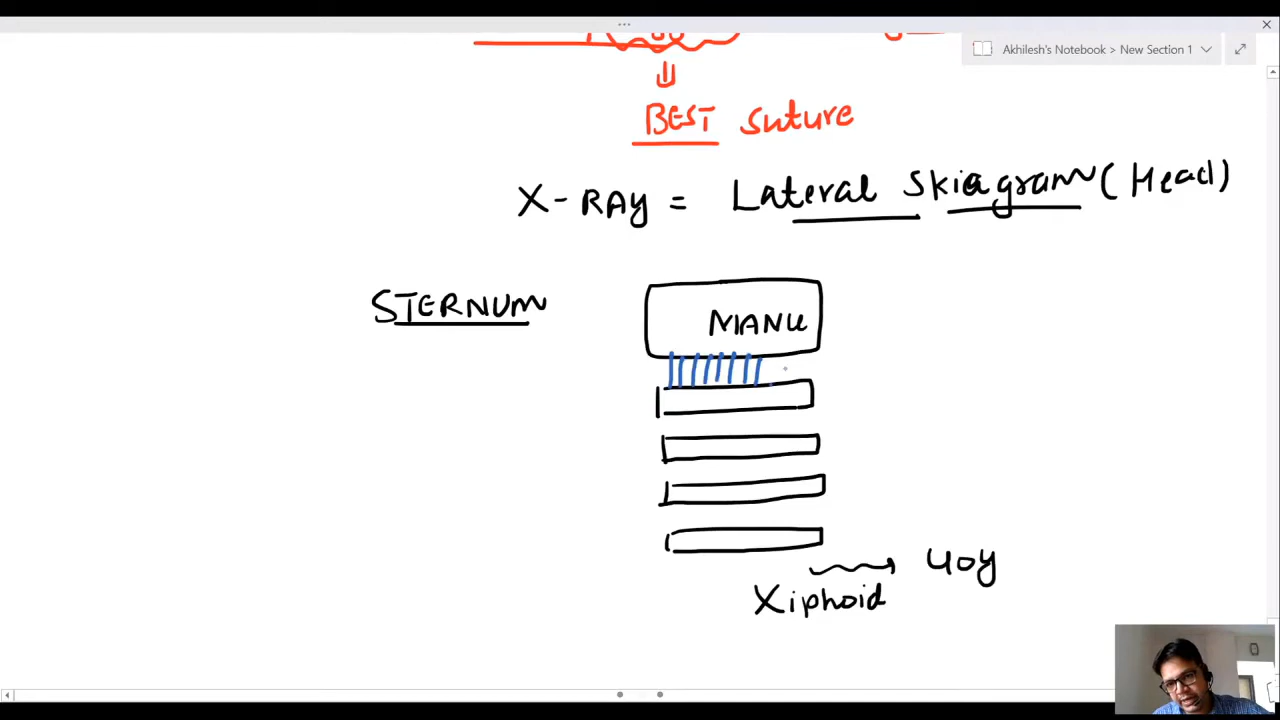 Akhilesh's Notebook > New Section 1
BEST Suture
X-RAY = Lateral Skiagram (Head)
STERNUM
MANU
40y
Xiphoid